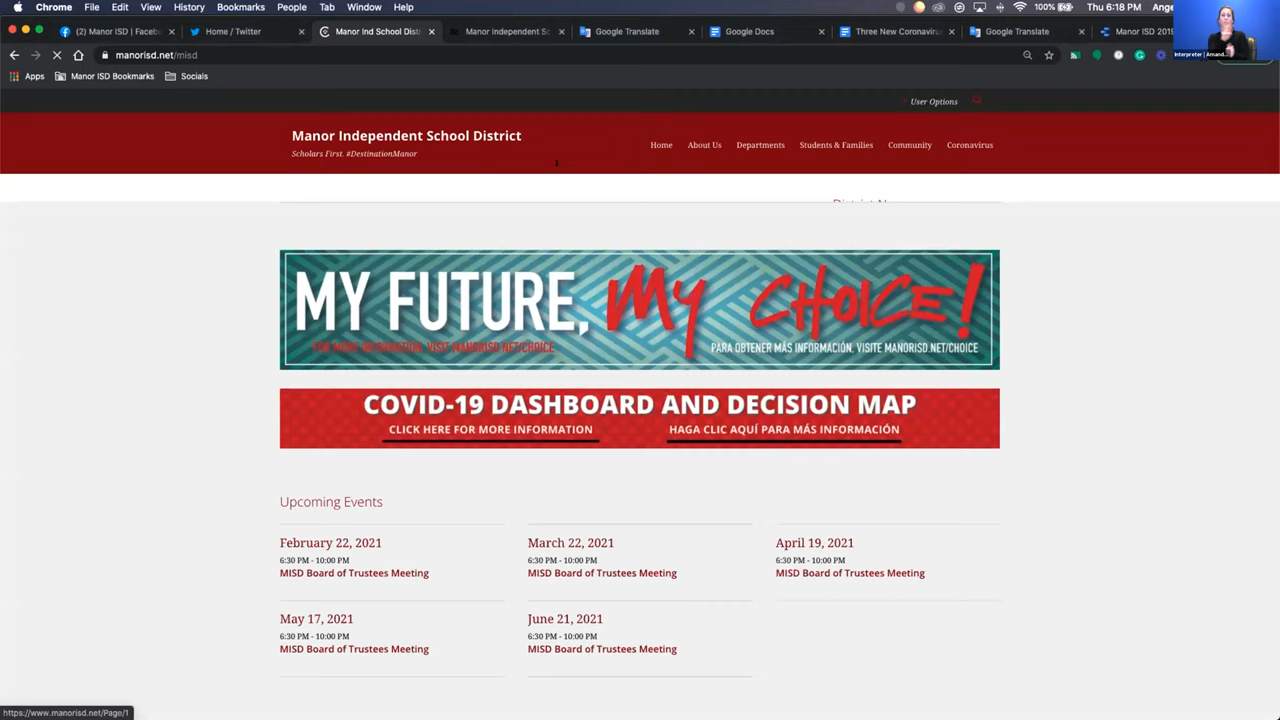 Chrome File Edit View History Bookmarks People Tab Window Help
100% Thu 6:18 PM Ange
(2) Manor ISD | Faceb
Home / Twitter
Manor Ind School Distri
Manor Independent Sc
Google Translate
Google Docs
Three New Coronavirus
Google Translate
Manor ISD 2019
Interpreter | Amand...
manorisd.net/misd
Apps
Manor ISD Bookmarks
Socials
User Options
Manor Independent School District
Scholars First. #DestinationManor
Home About Us Departments Students & Families Community Coronavirus
MY FUTURE, My CHOICE!
FOR MORE INFORMATION, VISIT MANORISD.NET/CHOICE
PARA OBTENER MÁS INFORMACIÓN, VISITE MANORISD.NET/CHOICE
COVID-19 DASHBOARD AND DECISION MAP
CLICK HERE FOR MORE INFORMATION
HAGA CLIC AQUÍ PARA MÁS INFORMACIÓN
Upcoming Events
February 22, 2021
6:30 PM - 10:00 PM
MISD Board of Trustees Meeting
March 22, 2021
6:30 PM - 10:00 PM
MISD Board of Trustees Meeting
April 19, 2021
6:30 PM - 10:00 PM
MISD Board of Trustees Meeting
May 17, 2021
6:30 PM - 10:00 PM
MISD Board of Trustees Meeting
June 21, 2021
6:30 PM - 10:00 PM
MISD Board of Trustees Meeting
https://www.manorisd.net/Page/1